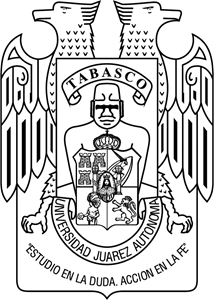 TABASCO
UNIVERSIDAD JUAREZ AUTONOMA
"ESTUDIO EN LA DUDA. ACCION EN LA FE"